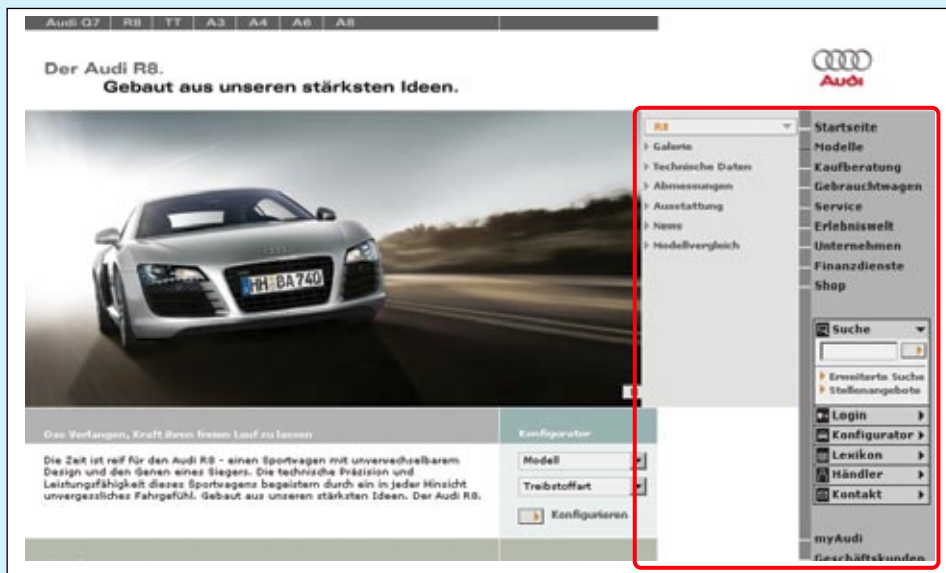 Audi Q7 R8 TT A3 A4 A6 A8
Der Audi R8.
Gebaut aus unseren stärksten Ideen.
Audi
HH BA 740
R8
Galerie
Technische Daten
Abmessungen
Ausstattung
News
Modellvergleich
Startseite
Modelle
Kaufberatung
Gebrauchtwagen
Service
Erlebniswelt
Unternehmen
Finanzdienste
Shop
Suche
Erweiterte Suche
Stellenangebote
Login
Konfigurator
Lexikon
Händler
Kontakt
myAudi
Geschäftskunden
Das Verlangen, Kraft ihren freien Lauf zu lassen
Die Zeit ist reif für den Audi R8 - einen Sportwagen mit unverwechselbarem
Design und den Genen eines Siegers. Die technische Präzision und
Leistungsfähigkeit dieses Sportwagens begeistern durch ein in jeder Hinsicht
unvergessliches Fahrgefühl. Gebaut aus unseren stärksten Ideen. Der Audi R8.
Konfigurator
Modell
Treibstoffart
Konfigurieren